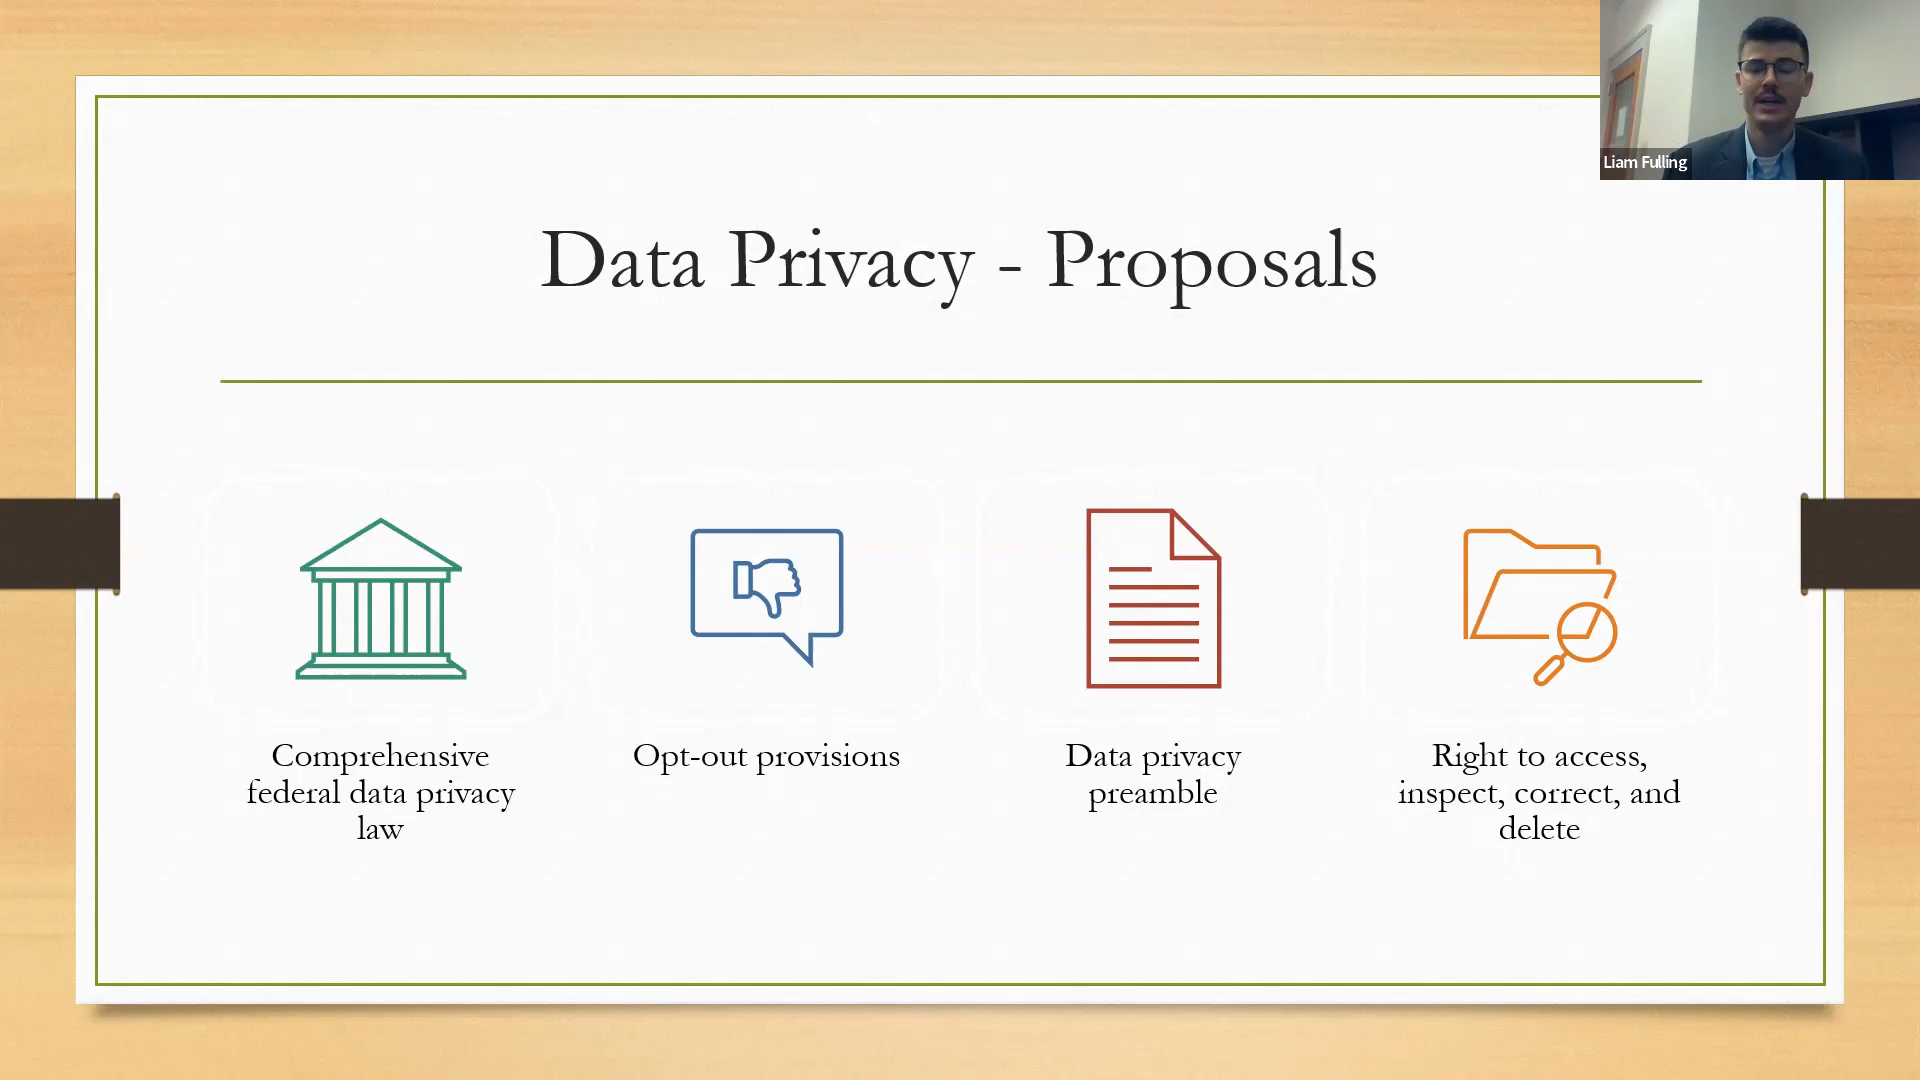 Liam Fulling
Data Privacy - Proposals
Comprehensive
federal data privacy
law
Opt-out provisions
Data privacy
preamble
Right to access,
inspect, correct, and
delete